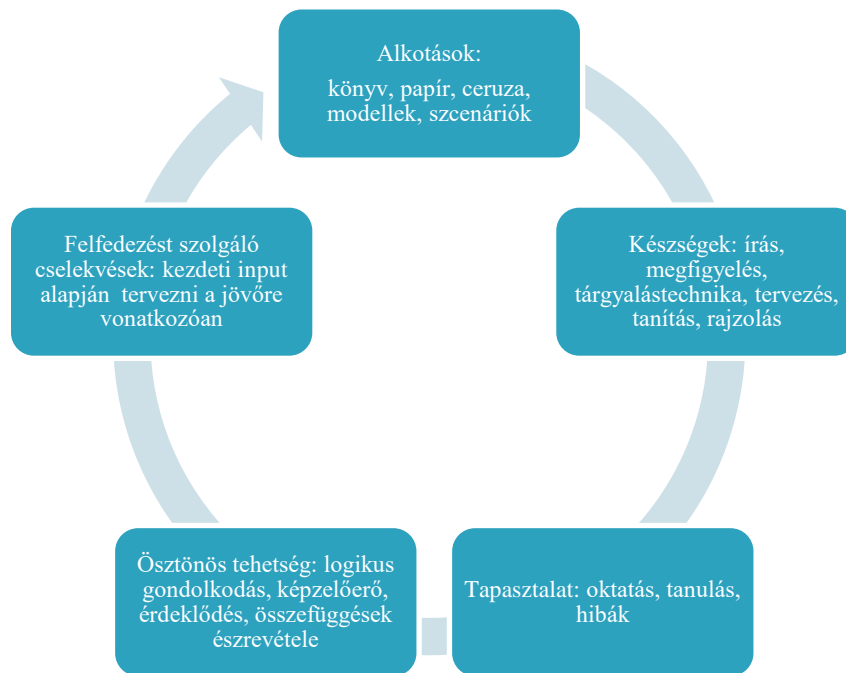 Alkotások:
könyv, papír, ceruza,
modellek, szcenáriók
Készségek: írás,
megfigyelés,
tárgyalástechnika, tervezés,
tanítás, rajzolás
Tapasztalat: oktatás, tanulás,
hibák
Ösztönös tehetség: logikus
gondolkodás, képzelőerő,
érdeklődés, összefüggések
észrevétele
Felfedezést szolgáló
cselekvések: kezdeti input
alapján tervezni a jövőre
vonatkozóan